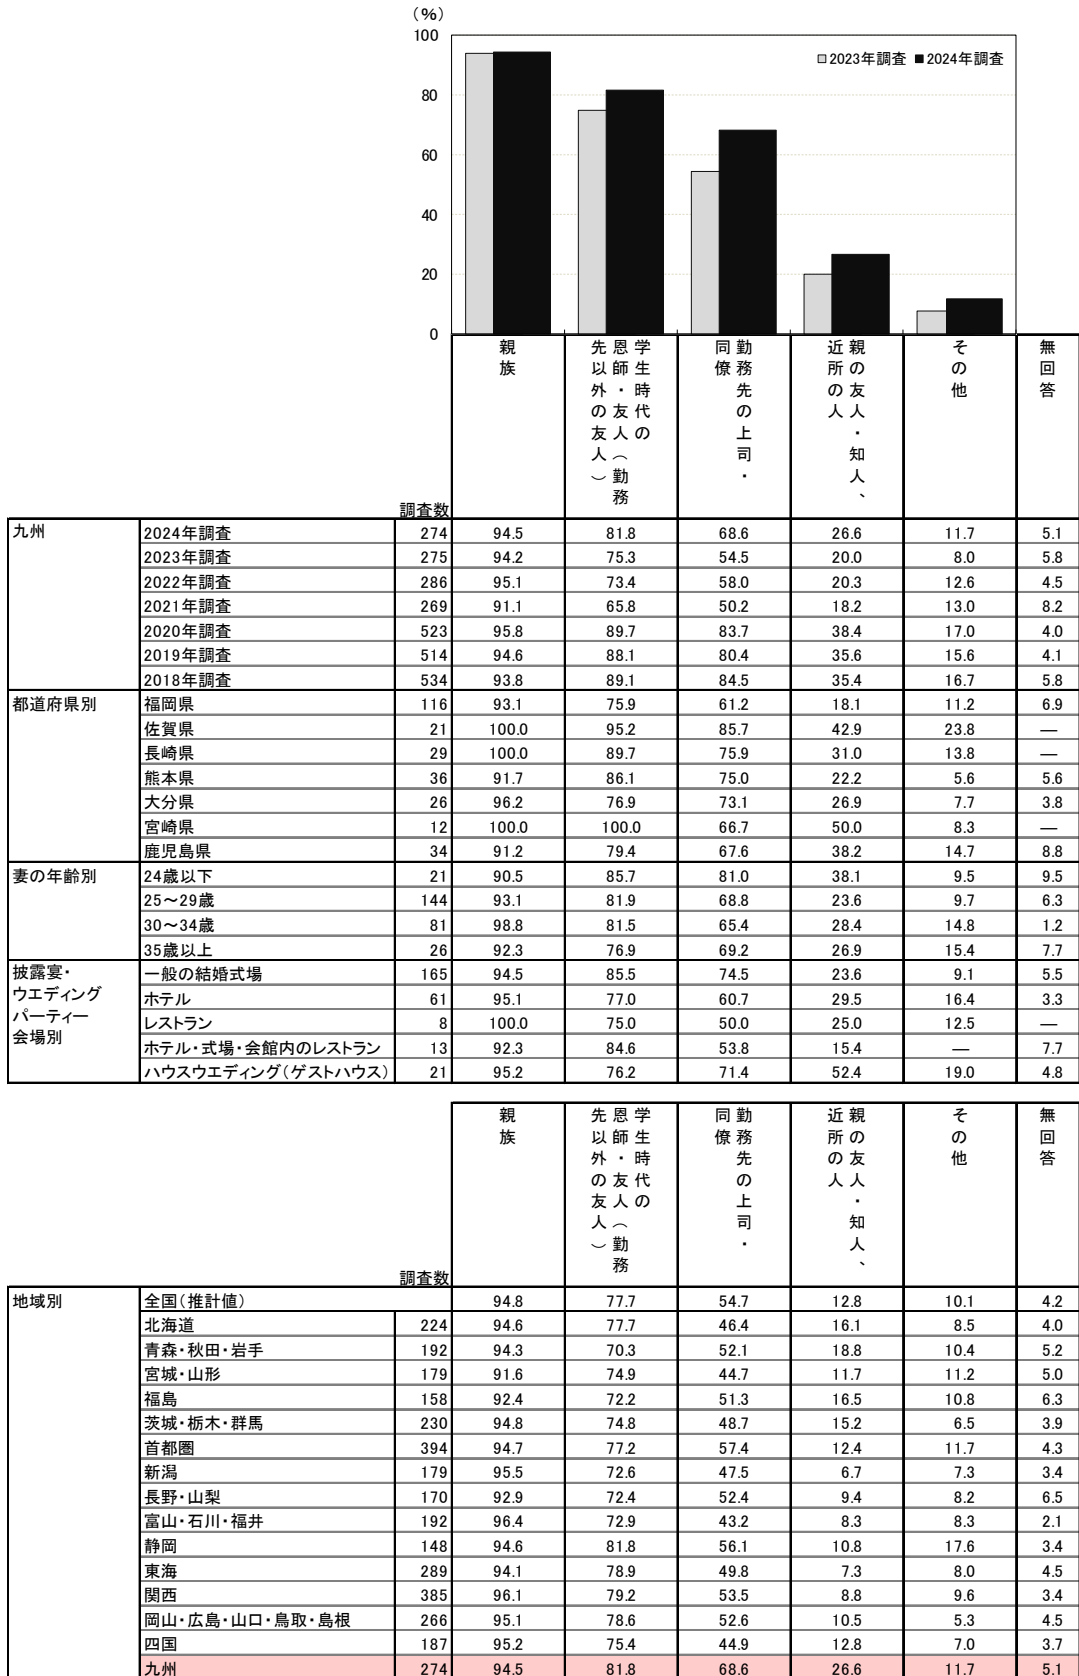 (%)
100
80
60
40
20
0
□2023年調査 ■2024年調査
調査数 親族 学生時代の恩師・友人（勤務先以外の友人） 勤務先の上司・同僚 親の友人・知人、近所の人 その他 無回答
九州 2024年調査 274 94.5 81.8 68.6 26.6 11.7 5.1
2023年調査 275 94.2 75.3 54.5 20.0 8.0 5.8
2022年調査 286 95.1 73.4 58.0 20.3 12.6 4.5
2021年調査 269 91.1 65.8 50.2 18.2 13.0 8.2
2020年調査 523 95.8 89.7 83.7 38.4 17.0 4.0
2019年調査 514 94.6 88.1 80.4 35.6 15.6 4.1
2018年調査 534 93.8 89.1 84.5 35.4 16.7 5.8
都道府県別 福岡県 116 93.1 75.9 61.2 18.1 11.2 6.9
佐賀県 21 100.0 95.2 85.7 42.9 23.8 ―
長崎県 29 100.0 89.7 75.9 31.0 13.8 ―
熊本県 36 91.7 86.1 75.0 22.2 5.6 5.6
大分県 26 96.2 76.9 73.1 26.9 7.7 3.8
宮崎県 12 100.0 100.0 66.7 50.0 8.3 ―
鹿児島県 34 91.2 79.4 67.6 38.2 14.7 8.8
妻の年齢別 24歳以下 21 90.5 85.7 81.0 38.1 9.5 9.5
25～29歳 144 93.1 81.9 68.8 23.6 9.7 6.3
30～34歳 81 98.8 81.5 65.4 28.4 14.8 1.2
35歳以上 26 92.3 76.9 69.2 26.9 15.4 7.7
披露宴・ウエディングパーティー会場別 一般の結婚式場 165 94.5 85.5 74.5 23.6 9.1 5.5
ホテル 61 95.1 77.0 60.7 29.5 16.4 3.3
レストラン 8 100.0 75.0 50.0 25.0 12.5 ―
ホテル・式場・会館内のレストラン 13 92.3 84.6 53.8 15.4 ― 7.7
ハウスウエディング（ゲストハウス） 21 95.2 76.2 71.4 52.4 19.0 4.8
調査数 親族 学生時代の恩師・友人（勤務先以外の友人） 勤務先の上司・同僚 親の友人・知人、近所の人 その他 無回答
地域別 全国（推計値） 94.8 77.7 54.7 12.8 10.1 4.2
北海道 224 94.6 77.7 46.4 16.1 8.5 4.0
青森・秋田・岩手 192 94.3 70.3 52.1 18.8 10.4 5.2
宮城・山形 179 91.6 74.9 44.7 11.7 11.2 5.0
福島 158 92.4 72.2 51.3 16.5 10.8 6.3
茨城・栃木・群馬 230 94.8 74.8 48.7 15.2 6.5 3.9
首都圏 394 94.7 77.2 57.4 12.4 11.7 4.3
新潟 179 95.5 72.6 47.5 6.7 7.3 3.4
長野・山梨 170 92.9 72.4 52.4 9.4 8.2 6.5
富山・石川・福井 192 96.4 72.9 43.2 8.3 8.3 2.1
静岡 148 94.6 81.8 56.1 10.8 17.6 3.4
東海 289 94.1 78.9 49.8 7.3 8.0 4.5
関西 385 96.1 79.2 53.5 8.8 9.6 3.4
岡山・広島・山口・鳥取・島根 266 95.1 78.6 52.6 10.5 5.3 4.5
四国 187 95.2 75.4 44.9 12.8 7.0 3.7
九州 274 94.5 81.8 68.6 26.6 11.7 5.1